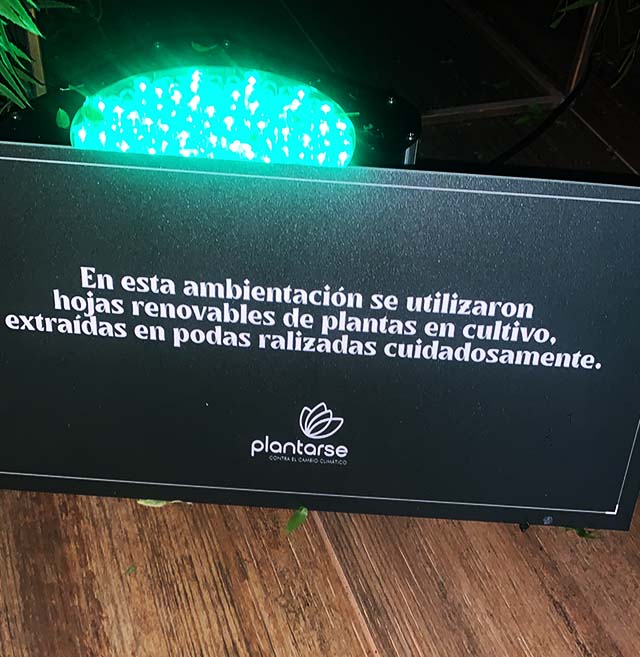 En esta ambientación se utilizaron
hojas renovables de plantas en cultivo,
extraídas en podas ralizadas cuidadosamente.
plantarse
CONTRA EL CAMBIO CLIMÁTICO